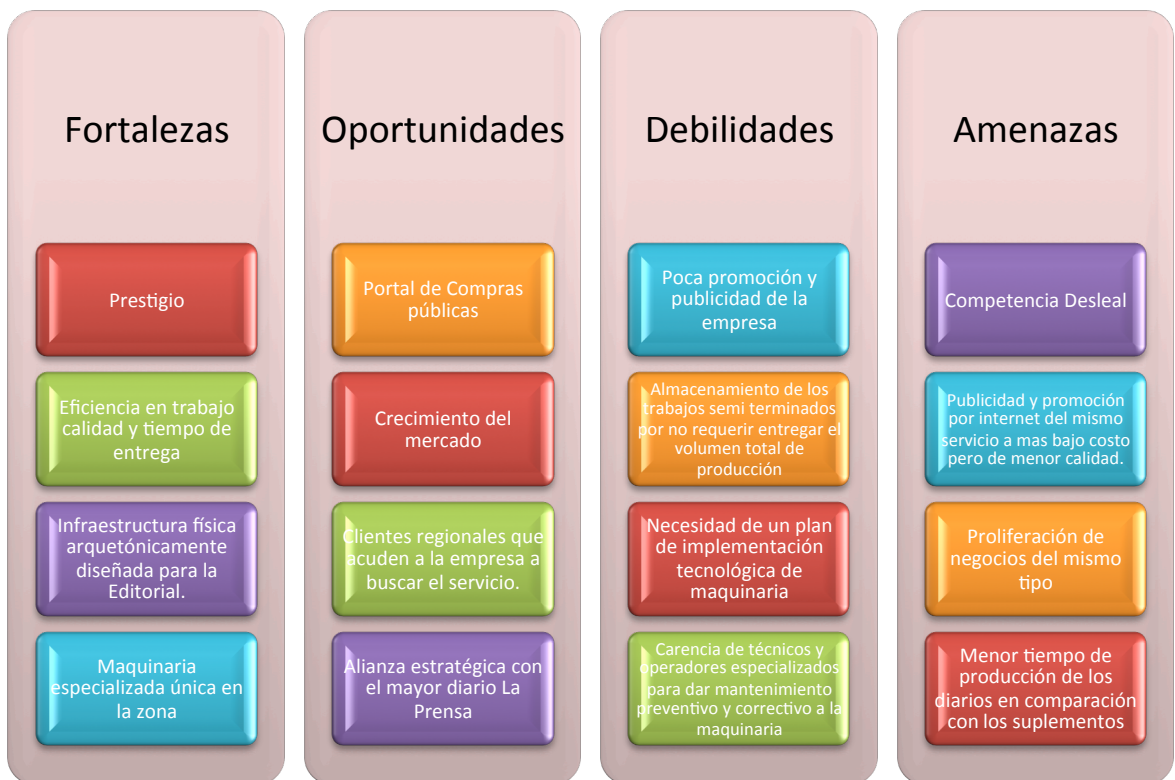 Fortalezas
Prestigio
Eficiencia en trabajo
calidad y tiempo de
entrega
Infraestructura física
arquetónicamente
diseñada para la
Editorial.
Maquinaria
especializada única en
la zona
Oportunidades
Portal de Compras
públicas
Crecimiento del
mercado
Clientes regionales que
acuden a la empresa a
buscar el servicio.
Alianza estratégica con
el mayor diario La
Prensa
Debilidades
Poca promoción y
publicidad de la
empresa
Almacenamiento de los
trabajos semi terminados
por no requerir entregar el
volumen total de
producción
Necesidad de un plan
de implementación
tecnológica de
maquinaria
Carencia de técnicos y
operadores especializados
para dar mantenimiento
preventivo y correctivo a la
maquinaria
Amenazas
Competencia Desleal
Publicidad y promoción
por internet del mismo
servicio a mas bajo costo
pero de menor calidad.
Proliferación de
negocios del mismo
tipo
Menor tiempo de
producción de los
diarios en comparación
con los suplementos